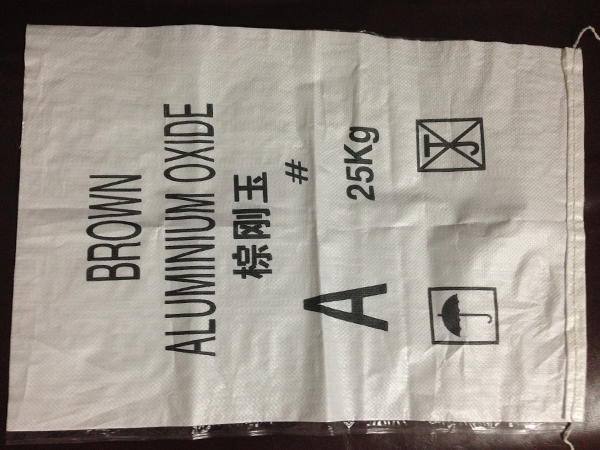 BROWN
ALUMINIUM OXIDE
棕刚玉
#
A 25Kg